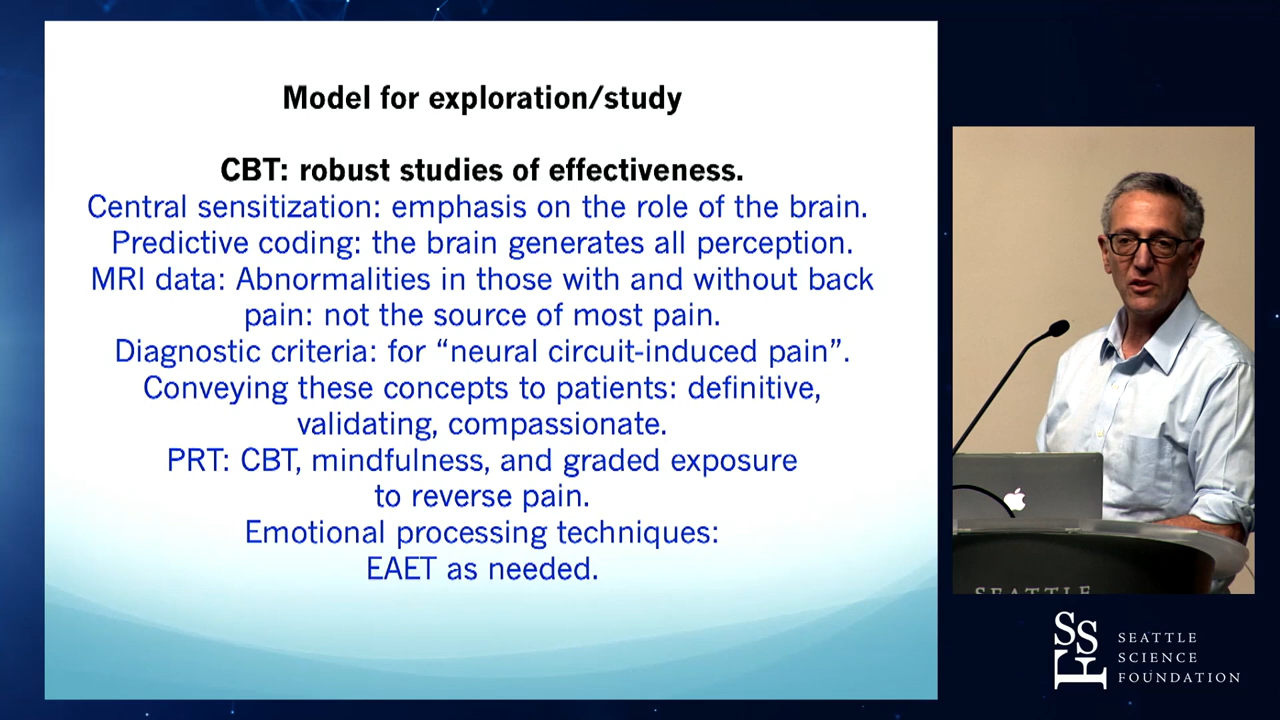 Model for exploration/study
CBT: robust studies of effectiveness.
Central sensitization: emphasis on the role of the brain.
Predictive coding: the brain generates all perception.
MRI data: Abnormalities in those with and without back
pain: not the source of most pain.
Diagnostic criteria: for “neural circuit-induced pain”.
Conveying these concepts to patients: definitive,
validating, compassionate.
PRT: CBT, mindfulness, and graded exposure
to reverse pain.
Emotional processing techniques:
EAET as needed.
SEATTLE
SSF
SEATTLE
SCIENCE
FOUNDATION